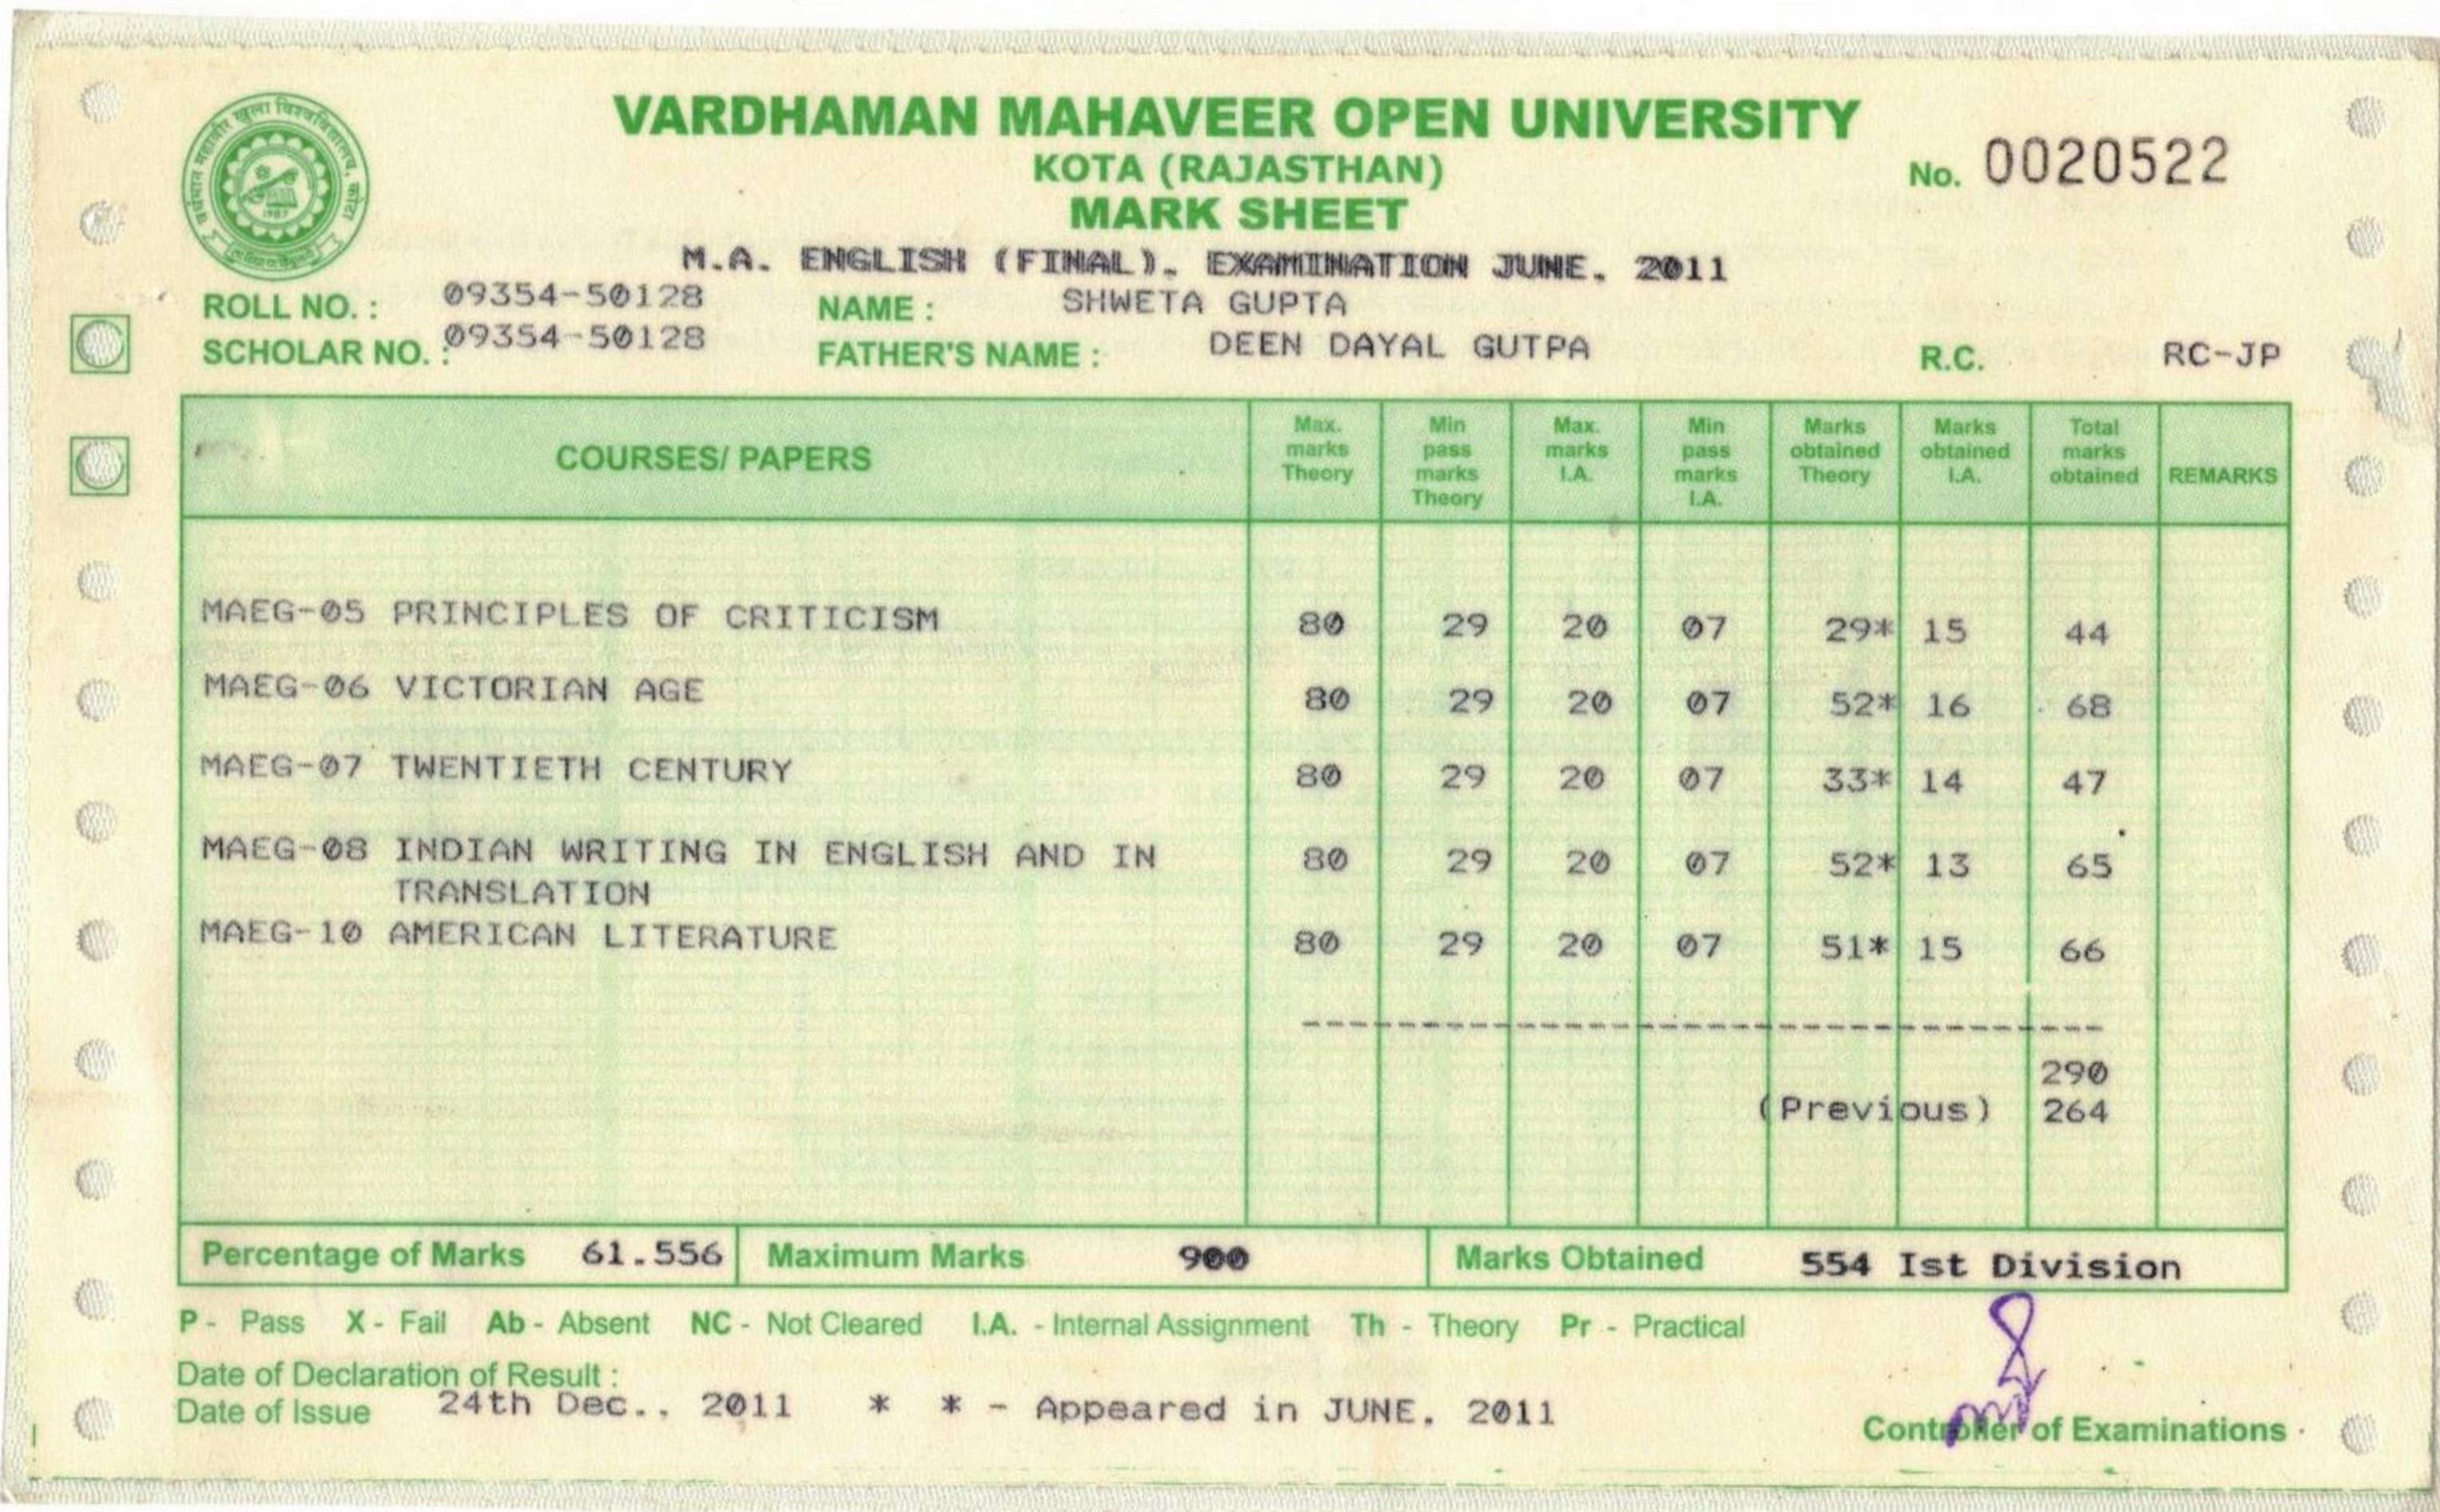 वर्धमान महावीर खुला विश्वविद्यालय, कोटा
1987
VARDHAMAN MAHAVEER OPEN UNIVERSITY
KOTA (RAJASTHAN)
No. 0020522
MARK SHEET
M.A. ENGLISH (FINAL). EXAMINATION JUNE. 2011
ROLL NO. : 09354-50128 NAME : SHWETA GUPTA
SCHOLAR NO. : 09354-50128 FATHER'S NAME : DEEN DAYAL GUTPA R.C. RC-JP
COURSES/ PAPERS Max. marks Theory Min pass marks Theory Max. marks I.A. Min pass marks I.A. Marks obtained Theory Marks obtained I.A. Total marks obtained REMARKS
MAEG-05 PRINCIPLES OF CRITICISM 80 29 20 07 29* 15 44
MAEG-06 VICTORIAN AGE 80 29 20 07 52* 16 68
MAEG-07 TWENTIETH CENTURY 80 29 20 07 33* 14 47
MAEG-08 INDIAN WRITING IN ENGLISH AND IN 80 29 20 07 52* 13 65
TRANSLATION
MAEG-10 AMERICAN LITERATURE 80 29 20 07 51* 15 66
290
(Previous) 264
Percentage of Marks 61.556 Maximum Marks 900 Marks Obtained 554 Ist Division
P - Pass X - Fail Ab - Absent NC - Not Cleared I.A. - Internal Assignment Th - Theory Pr - Practical
Date of Declaration of Result :
Date of Issue 24th Dec.. 2011 * * - Appeared in JUNE. 2011
Controller of Examinations